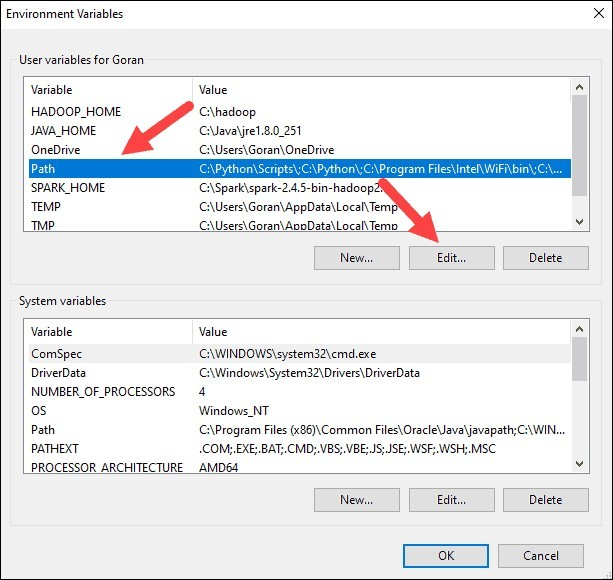 Environment Variables
User variables for Goran
Variable Value
HADOOP_HOME C:\hadoop
JAVA_HOME C:\Java\jre1.8.0_251
OneDrive C:\Users\Goran\OneDrive
Path C:\Python\Scripts\;C:\Python\;C:\Program Files\Intel\WiFi\bin\;C:\...
SPARK_HOME C:\Spark\spark-2.4.5-bin-hadoop2.
TEMP C:\Users\Goran\AppData\Local\Temp
TMP C:\Users\Goran\AppData\Local\Temp
New... Edit... Delete
System variables
Variable Value
ComSpec C:\WINDOWS\system32\cmd.exe
DriverData C:\Windows\System32\Drivers\DriverData
NUMBER_OF_PROCESSORS 4
OS Windows_NT
Path C:\Program Files (x86)\Common Files\Oracle\Java\javapath;C:\WIN...
PATHEXT .COM;.EXE;.BAT;.CMD;.VBS;.VBE;.JS;.JSE;.WSF;.WSH;.MSC
PROCESSOR_ARCHITECTURE AMD64
New... Edit... Delete
OK Cancel